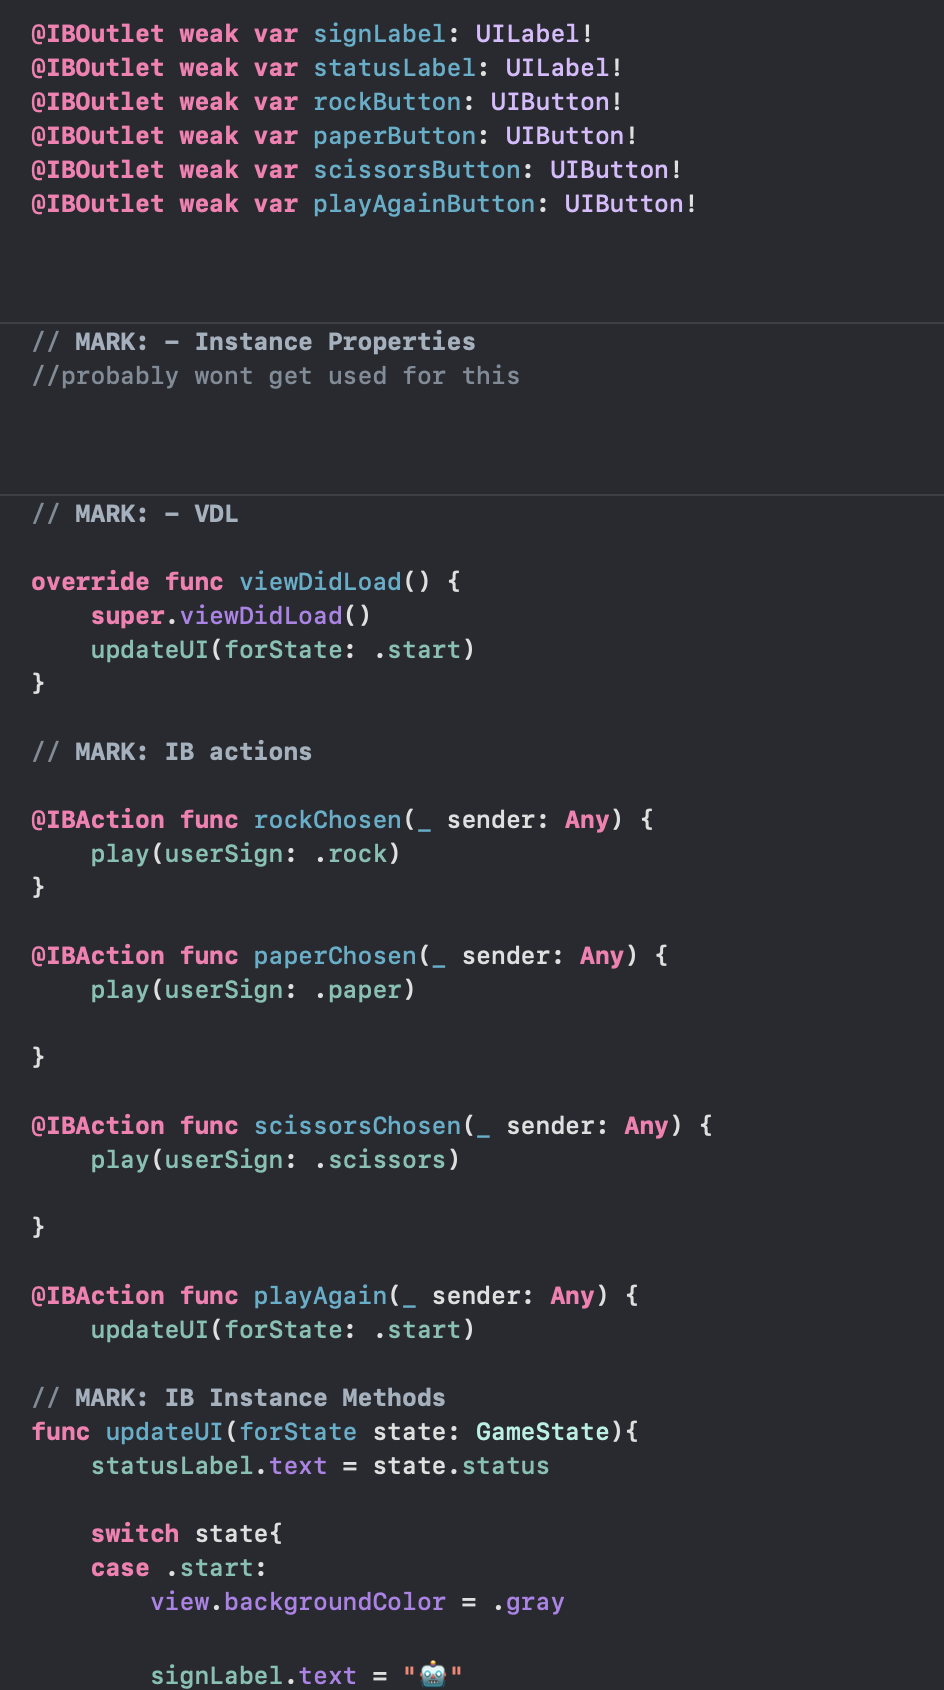 @IBOutlet weak var signLabel: UILabel!
@IBOutlet weak var statusLabel: UILabel!
@IBOutlet weak var rockButton: UIButton!
@IBOutlet weak var paperButton: UIButton!
@IBOutlet weak var scissorsButton: UIButton!
@IBOutlet weak var playAgainButton: UIButton!
// MARK: - Instance Properties
//probably wont get used for this
// MARK: - VDL
override func viewDidLoad() {
    super.viewDidLoad()
    updateUI(forState: .start)
}
// MARK: IB actions
@IBAction func rockChosen(_ sender: Any) {
    play(userSign: .rock)
}
@IBAction func paperChosen(_ sender: Any) {
    play(userSign: .paper)
}
@IBAction func scissorsChosen(_ sender: Any) {
    play(userSign: .scissors)
}
@IBAction func playAgain(_ sender: Any) {
    updateUI(forState: .start)
// MARK: IB Instance Methods
func updateUI(forState state: GameState){
    statusLabel.text = state.status
    switch state{
    case .start:
        view.backgroundColor = .gray
        signLabel.text = "🤖"